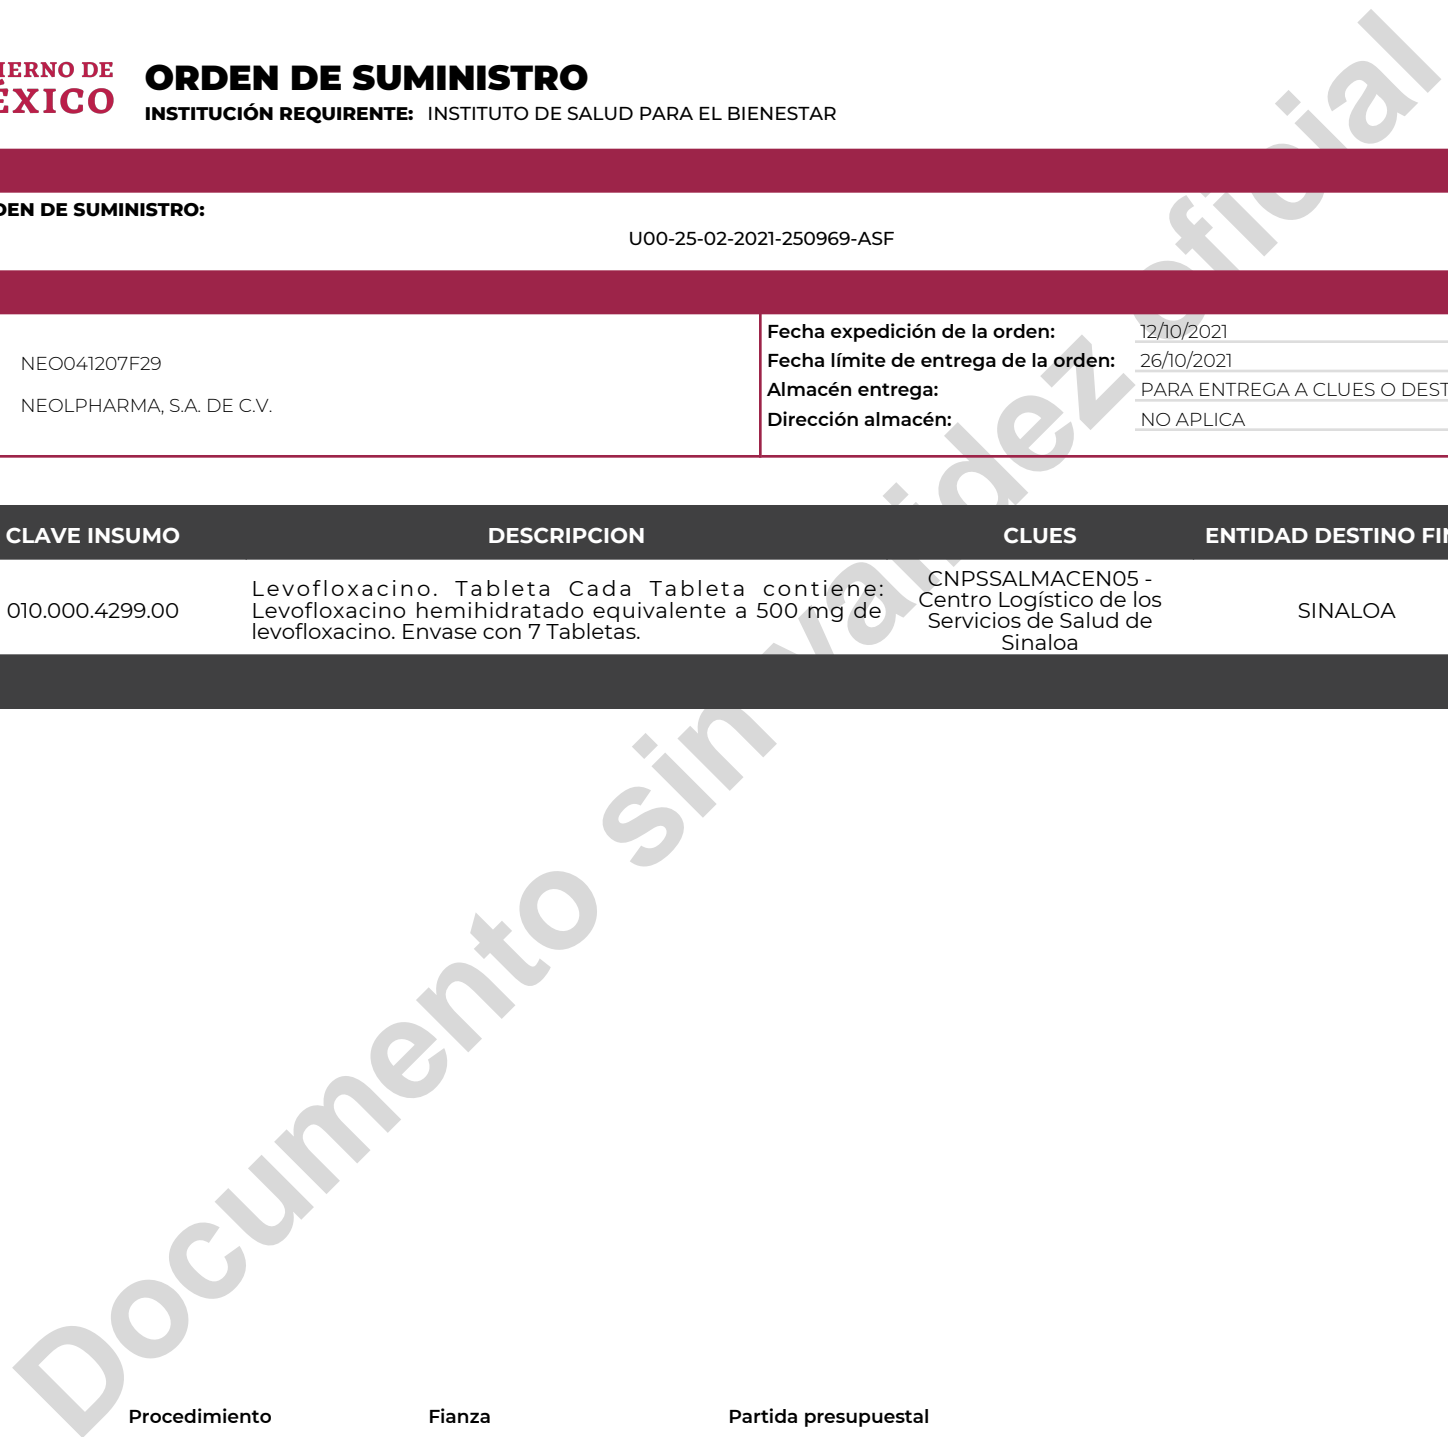 IERNO DE
ÉXICO
ORDEN DE SUMINISTRO
INSTITUCIÓN REQUIRENTE: INSTITUTO DE SALUD PARA EL BIENESTAR
DEN DE SUMINISTRO:
U00-25-02-2021-250969-ASF
NEO041207F29
NEOLPHARMA, S.A. DE C.V.
Fecha expedición de la orden: 12/10/2021
Fecha límite de entrega de la orden: 26/10/2021
Almacén entrega: PARA ENTREGA A CLUES O DEST
Dirección almacén: NO APLICA
CLAVE INSUMO DESCRIPCION CLUES ENTIDAD DESTINO FIN
010.000.4299.00
Levofloxacino. Tableta Cada Tableta contiene:
Levofloxacino hemihidratado equivalente a 500 mg de
levofloxacino. Envase con 7 Tabletas.
CNPSSALMACEN05 -
Centro Logístico de los
Servicios de Salud de
Sinaloa
SINALOA
Documento sin validez oficial
Procedimiento Fianza Partida presupuestal